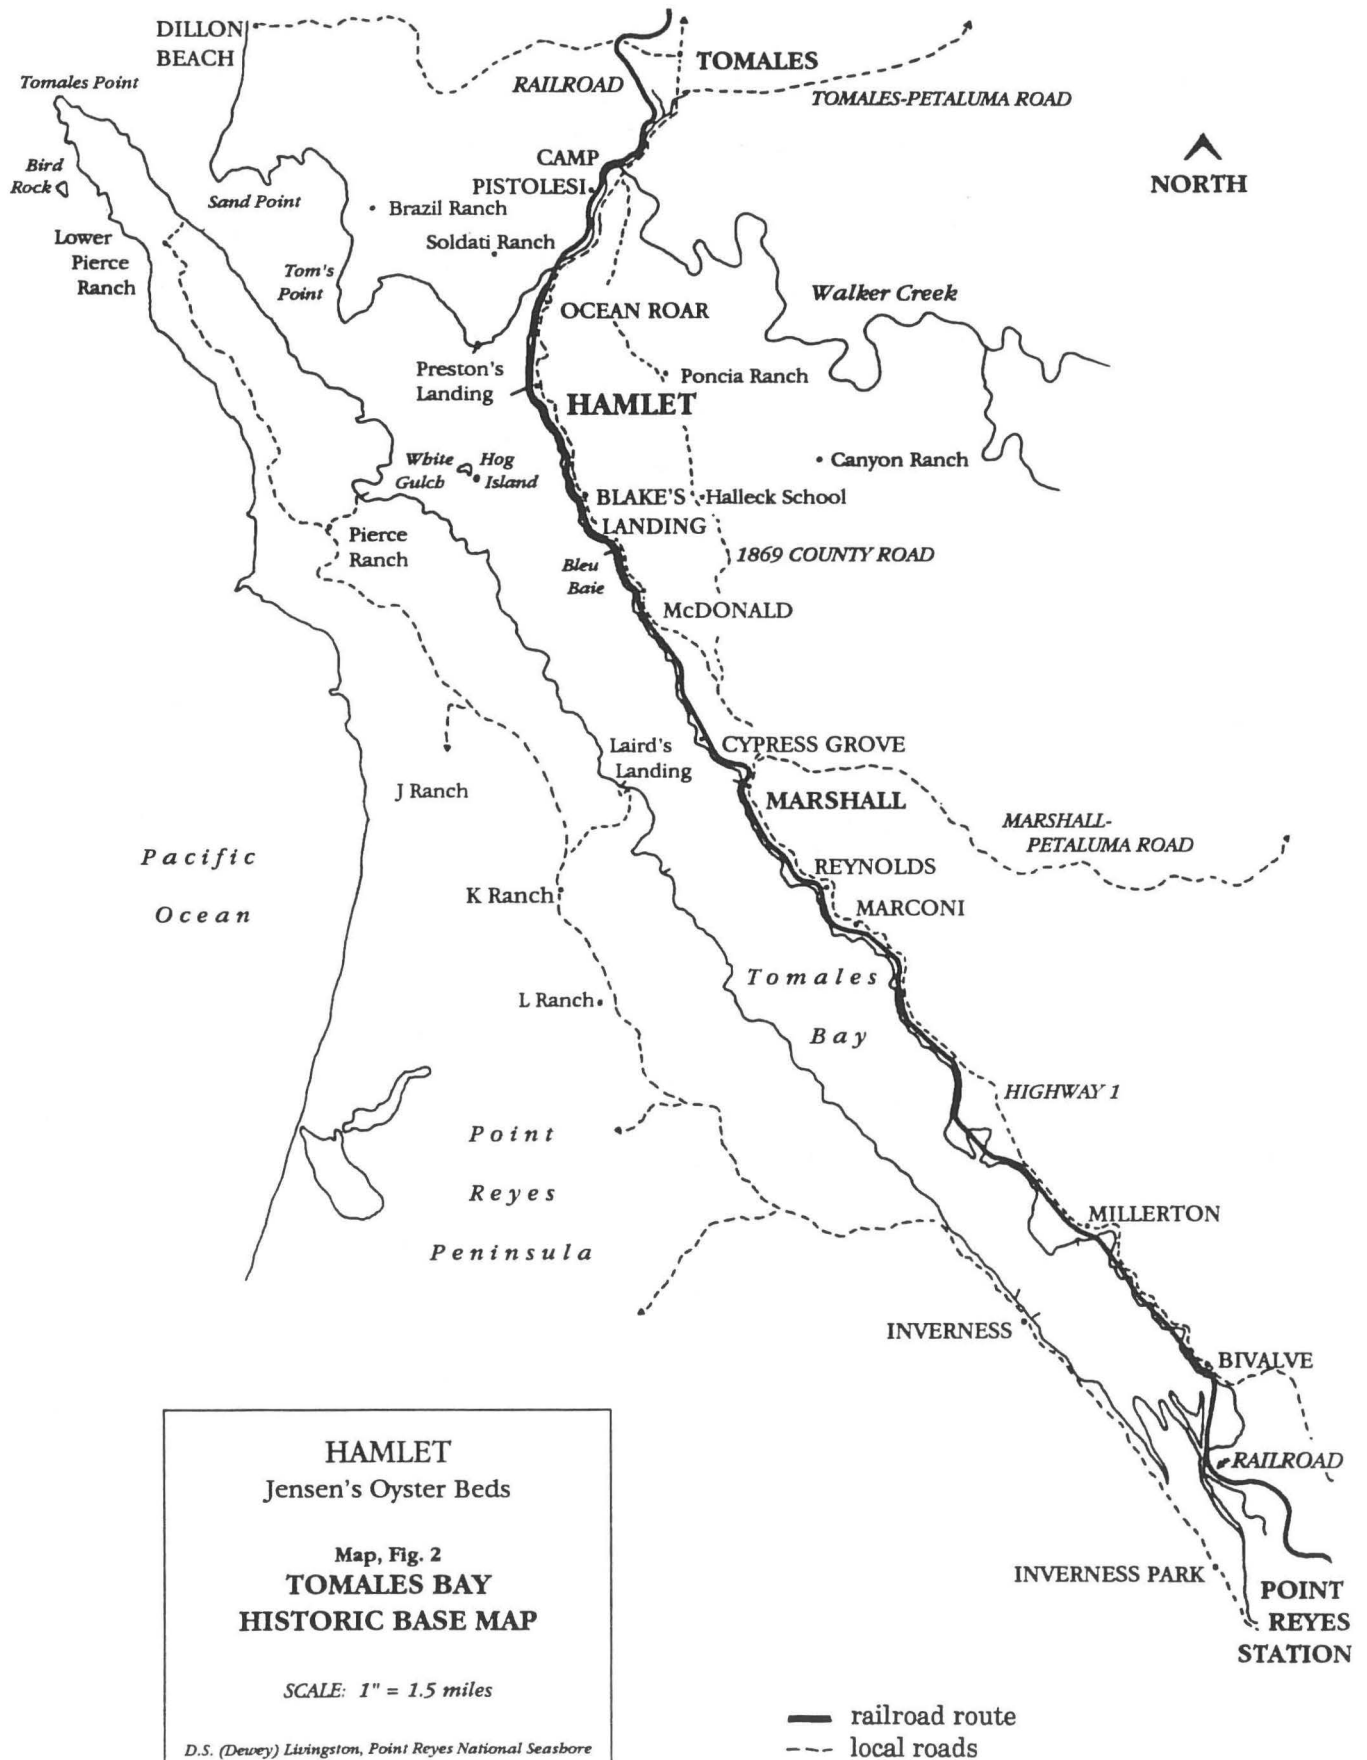 DILLON
BEACH
TOMALES
Tomales Point
RAILROAD
TOMALES-PETALUMA ROAD
CAMP
PISTOLESI
NORTH
Bird
Rock
Sand Point
Brazil Ranch
Lower
Pierce
Ranch
Soldati Ranch
Tom's
Point
Walker Creek
OCEAN ROAR
Preston's
Landing
Poncia Ranch
HAMLET
White
Gulch
Hog
Island
Canyon Ranch
BLAKE'S
LANDING
Halleck School
Pierce
Ranch
1869 COUNTY ROAD
Bleu
Baie
McDONALD
Laird's
Landing
CYPRESS GROVE
J Ranch
MARSHALL
MARSHALL-
PETALUMA ROAD
Pacific
Ocean
REYNOLDS
K Ranch
MARCONI
Tomales
Bay
L Ranch
HIGHWAY 1
Point
Reyes
Peninsula
MILLERTON
INVERNESS
BIVALVE
RAILROAD
INVERNESS PARK
POINT
REYES
STATION
HAMLET
Jensen's Oyster Beds
Map, Fig. 2
TOMALES BAY
HISTORIC BASE MAP
SCALE: 1" = 1.5 miles
D.S. (Dewey) Livingston, Point Reyes National Seashore
railroad route
local roads